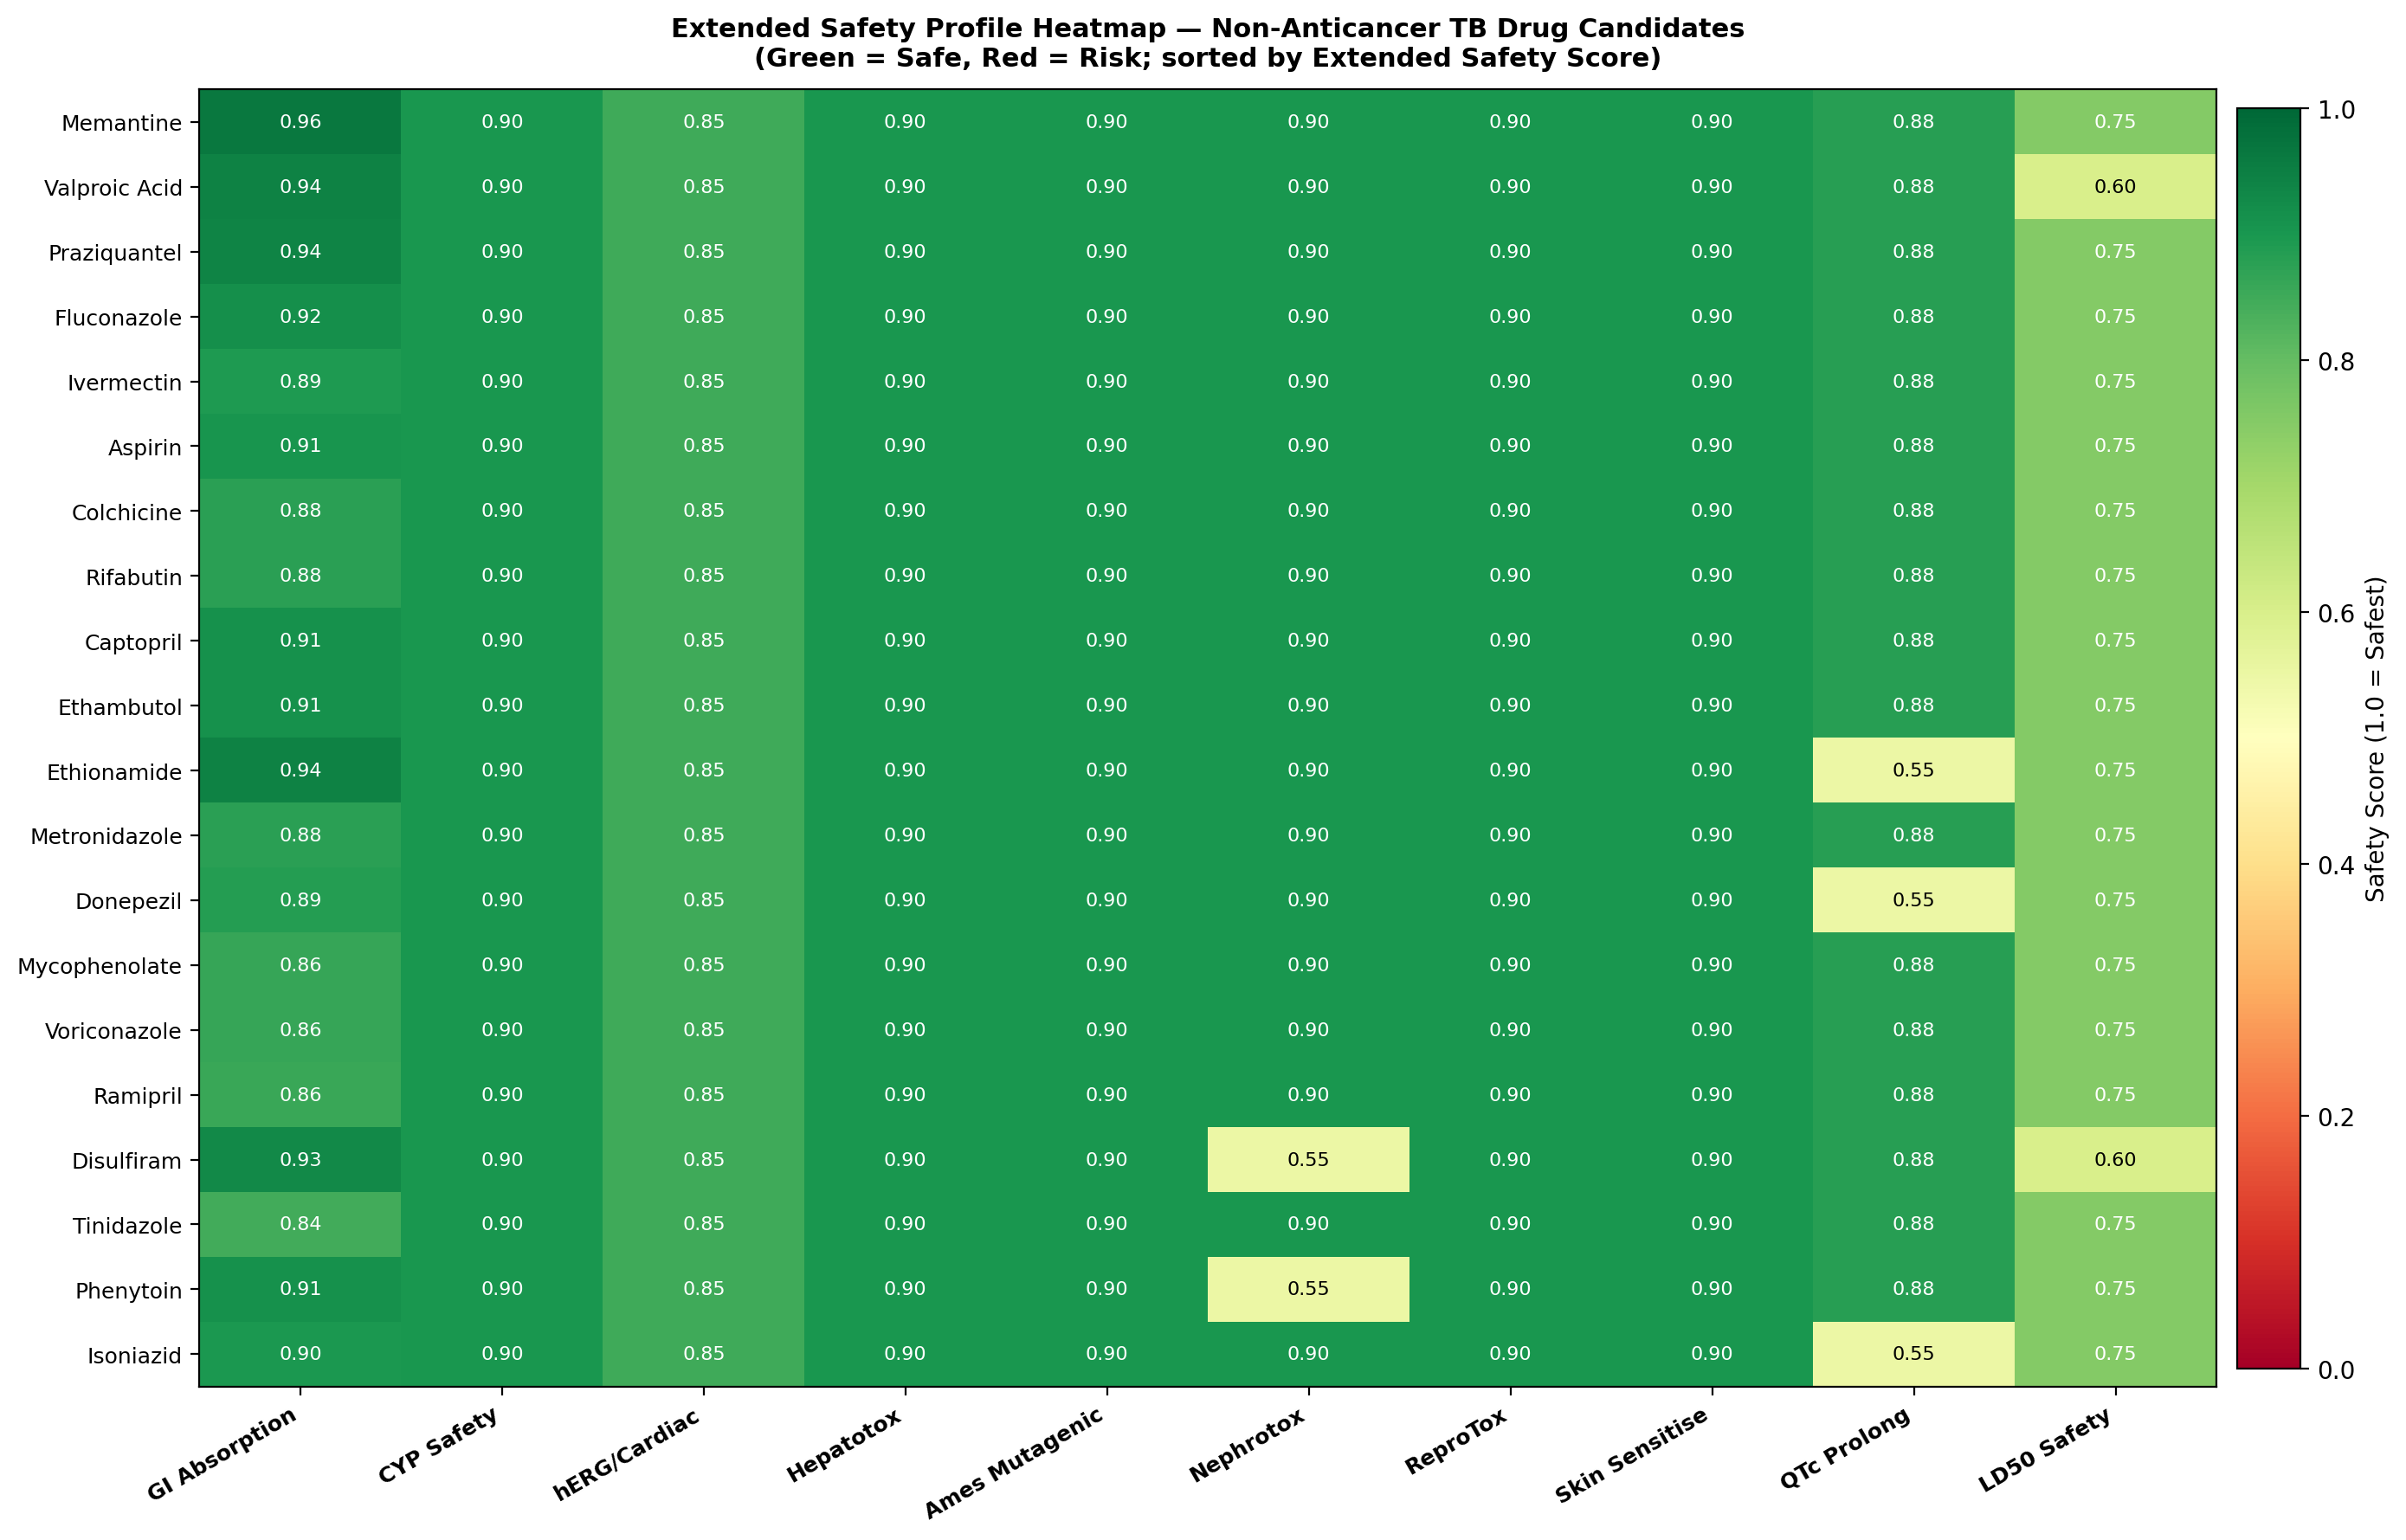 Extended Safety Profile Heatmap — Non-Anticancer TB Drug Candidates
(Green = Safe, Red = Risk; sorted by Extended Safety Score)
Memantine 0.96 0.90 0.85 0.90 0.90 0.90 0.90 0.90 0.88 0.75
Valproic Acid 0.94 0.90 0.85 0.90 0.90 0.90 0.90 0.90 0.88 0.60
Praziquantel 0.94 0.90 0.85 0.90 0.90 0.90 0.90 0.90 0.88 0.75
Fluconazole 0.92 0.90 0.85 0.90 0.90 0.90 0.90 0.90 0.88 0.75
Ivermectin 0.89 0.90 0.85 0.90 0.90 0.90 0.90 0.90 0.88 0.75
Aspirin 0.91 0.90 0.85 0.90 0.90 0.90 0.90 0.90 0.88 0.75
Colchicine 0.88 0.90 0.85 0.90 0.90 0.90 0.90 0.90 0.88 0.75
Rifabutin 0.88 0.90 0.85 0.90 0.90 0.90 0.90 0.90 0.88 0.75
Captopril 0.91 0.90 0.85 0.90 0.90 0.90 0.90 0.90 0.88 0.75
Ethambutol 0.91 0.90 0.85 0.90 0.90 0.90 0.90 0.90 0.88 0.75
Ethionamide 0.94 0.90 0.85 0.90 0.90 0.90 0.90 0.90 0.55 0.75
Metronidazole 0.88 0.90 0.85 0.90 0.90 0.90 0.90 0.90 0.88 0.75
Donepezil 0.89 0.90 0.85 0.90 0.90 0.90 0.90 0.90 0.55 0.75
Mycophenolate 0.86 0.90 0.85 0.90 0.90 0.90 0.90 0.90 0.88 0.75
Voriconazole 0.86 0.90 0.85 0.90 0.90 0.90 0.90 0.90 0.88 0.75
Ramipril 0.86 0.90 0.85 0.90 0.90 0.90 0.90 0.90 0.88 0.75
Disulfiram 0.93 0.90 0.85 0.90 0.90 0.55 0.90 0.90 0.88 0.60
Tinidazole 0.84 0.90 0.85 0.90 0.90 0.90 0.90 0.90 0.88 0.75
Phenytoin 0.91 0.90 0.85 0.90 0.90 0.55 0.90 0.90 0.88 0.75
Isoniazid 0.90 0.90 0.85 0.90 0.90 0.90 0.90 0.90 0.55 0.75
GI Absorption
CYP Safety
hERG/Cardiac
Hepatotox
Ames Mutagenic
Nephrotox
ReproTox
Skin Sensitise
QTc Prolong
LD50 Safety
1.0
0.8
0.6
0.4
0.2
0.0
Safety Score (1.0 = Safest)